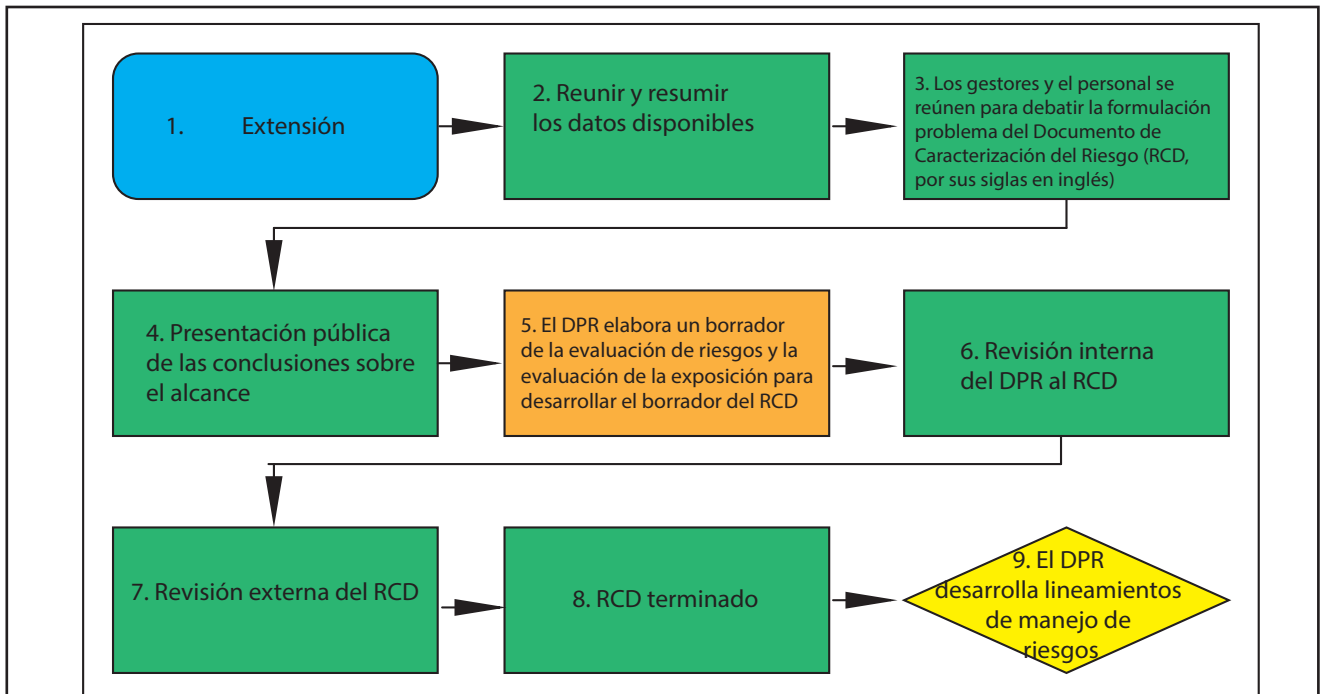 1. Extensión
2. Reunir y resumir
los datos disponibles
3. Los gestores y el personal se
reúnen para debatir la formulación
problema del Documento de
Caracterización del Riesgo (RCD,
por sus siglas en inglés)
4. Presentación pública
de las conclusiones sobre
el alcance
5. El DPR elabora un borrador
de la evaluación de riesgos y la
evaluación de la exposición para
desarrollar el borrador del RCD
6. Revisión interna
del DPR al RCD
7. Revisión externa del RCD
8. RCD terminado
9. El DPR
desarrolla lineamientos
de manejo de
riesgos